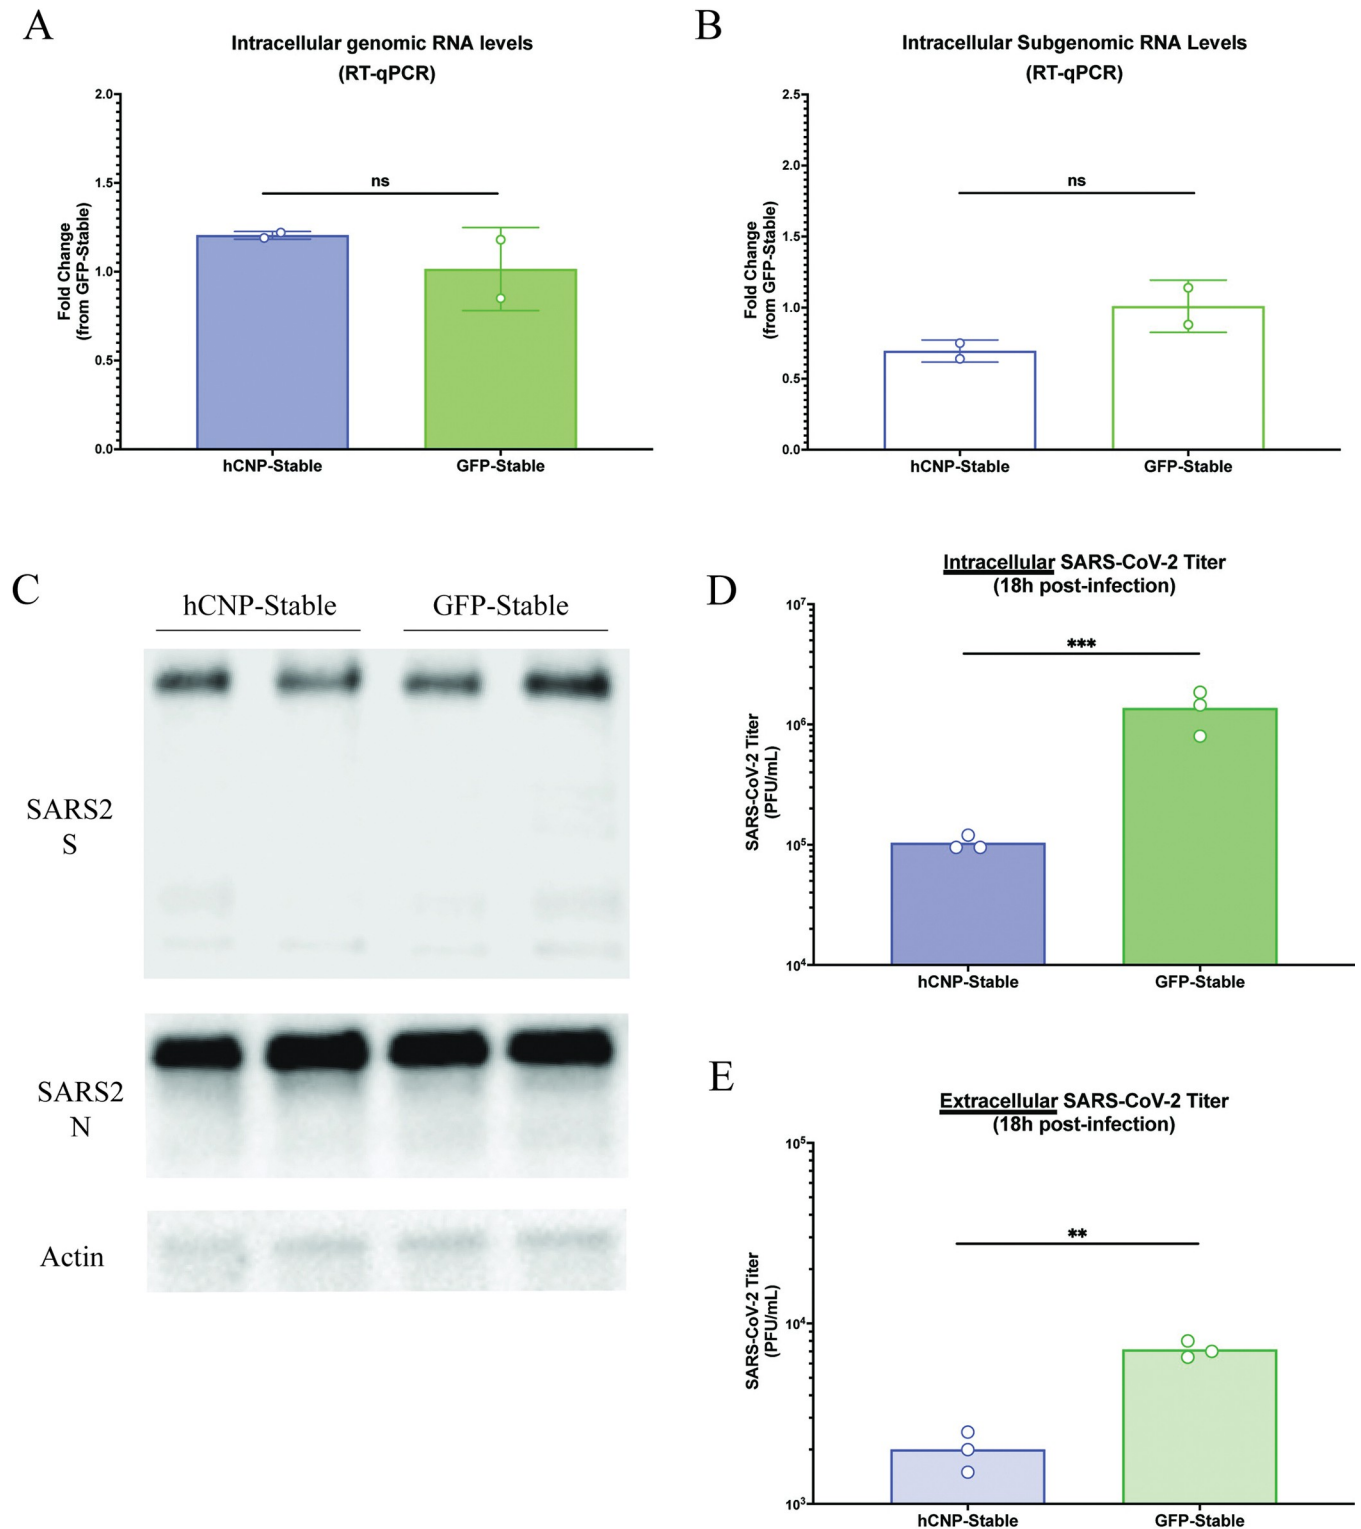 A
Intracellular genomic RNA levels
(RT-qPCR)
2.0
1.5
1.0
0.5
0.0
Fold Change
(from GFP-Stable)
ns
hCNP-Stable
GFP-Stable
B
Intracellular Subgenomic RNA Levels
(RT-qPCR)
2.5
2.0
1.5
1.0
0.5
0.0
Fold Change
(from GFP-Stable)
ns
hCNP-Stable
GFP-Stable
C
hCNP-Stable
GFP-Stable
SARS2
S
SARS2
N
Actin
D
Intracellular SARS-CoV-2 Titer
(18h post-infection)
10⁷
10⁶
10⁵
10⁴
SARS-CoV-2 Titer
(PFU/mL)
***
hCNP-Stable
GFP-Stable
E
Extracellular SARS-CoV-2 Titer
(18h post-infection)
10⁵
10⁴
10³
SARS-CoV-2 Titer
(PFU/mL)
**
hCNP-Stable
GFP-Stable